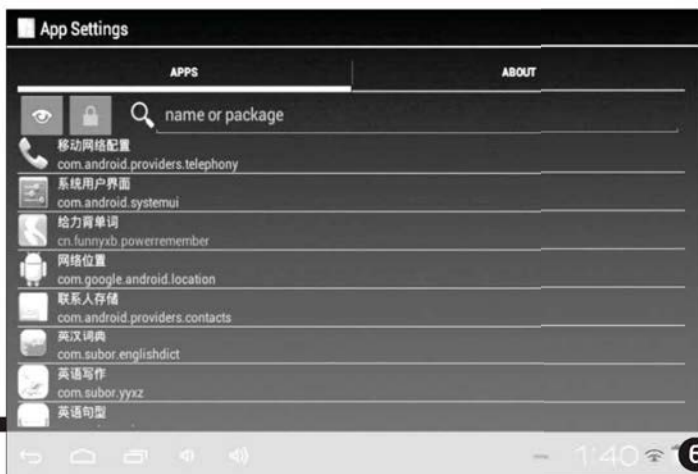 App Settings
APPS ABOUT
name or package
移动网络配置
com.android.providers.telephony
系统用户界面
com.android.systemui
给力背单词
cn.funnyxb.powerremember
网络位置
com.google.android.location
联系人存储
com.android.providers.contacts
英汉词典
com.subor.englishdict
英语写作
com.subor.yyxz
英语句型
1:40
6